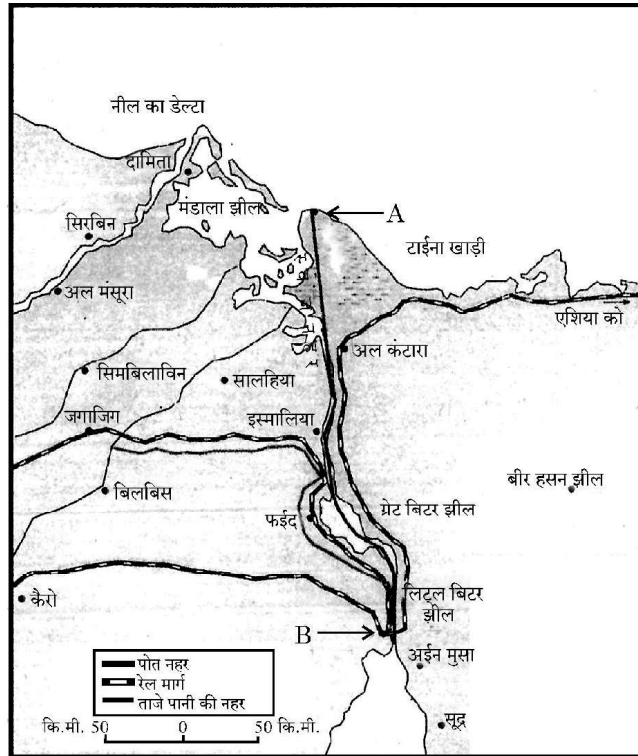 नील का डेल्टा
दामिता
मंडाला झील
A
सिरबिन
टाईना खाड़ी
अल मंसूरा
एशिया को
अल कंटारा
सिमबिलाविन
सालहिया
जगाजिग
इस्मालिया
बीर हसन झील
बिलबिस
ग्रेट बिटर झील
फईद
लिट्ल बिटर
झील
कैरो
B
अईन मुसा
पोत नहर
रेल मार्ग
ताजे पानी की नहर
कि.मी. 50 0 50 कि.मी.
सूद्र